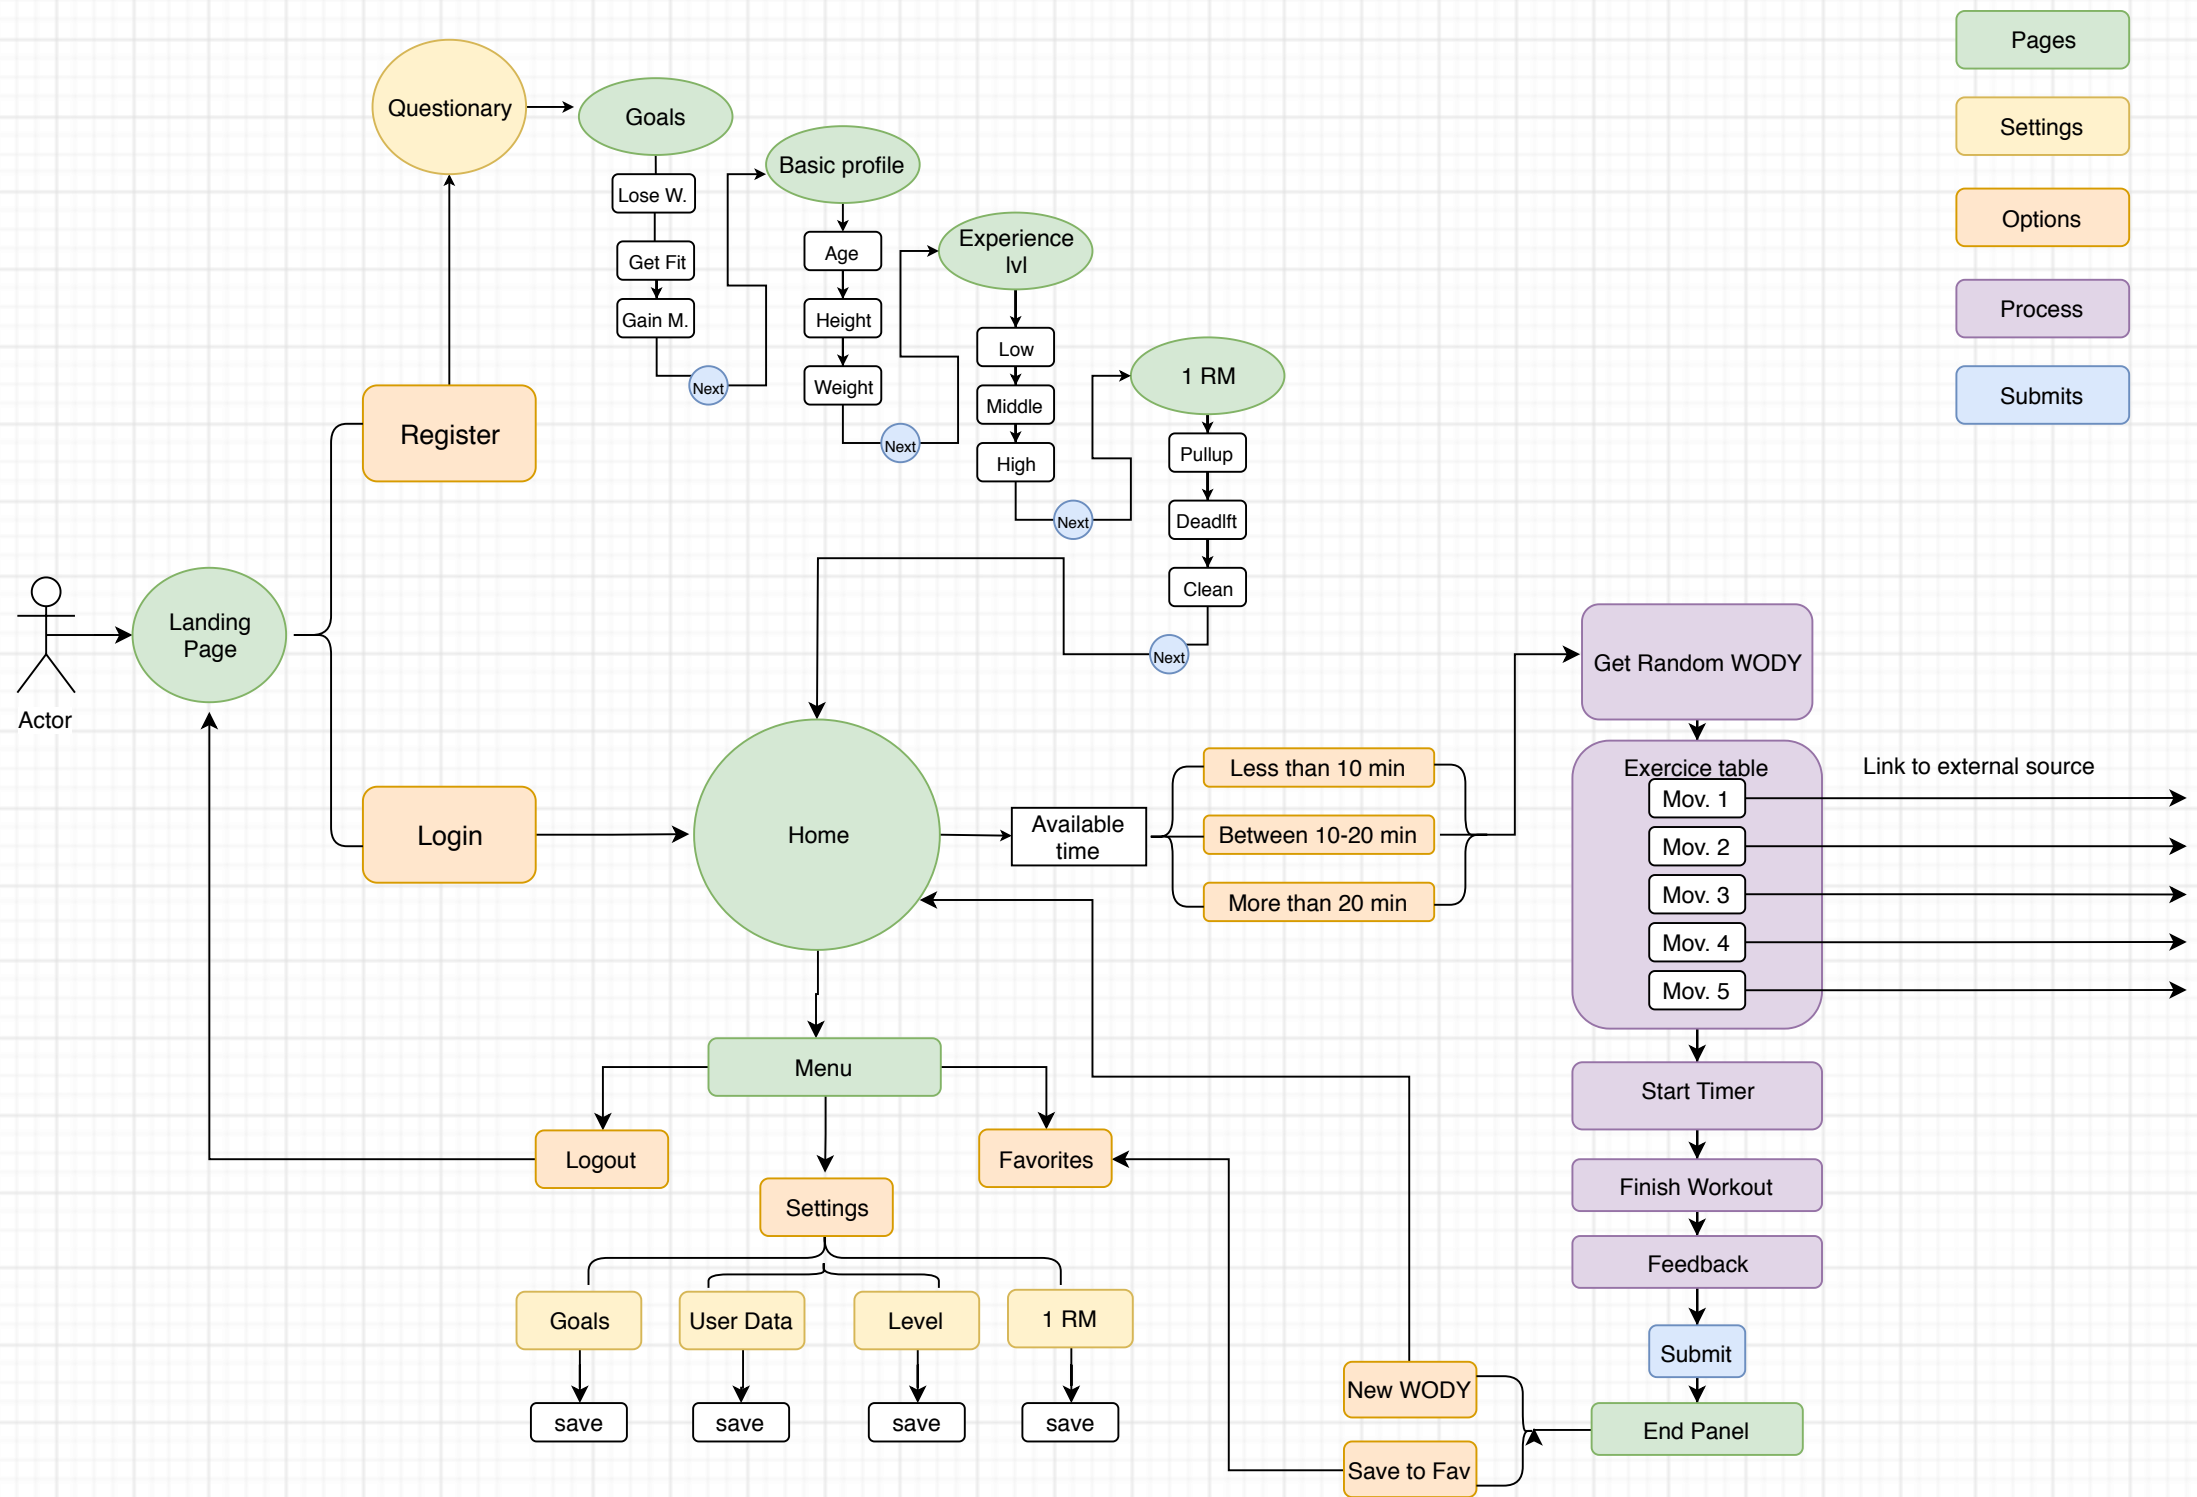 Pages
Settings
Options
Process
Submits
Questionary
Goals
Lose W.
Get Fit
Gain M.
Next
Basic profile
Age
Height
Weight
Next
Experience
lvl
Low
Middle
High
Next
1 RM
Pullup
Deadlft
Clean
Next
Register
Landing
Page
Actor
Login
Home
Available
time
Less than 10 min
Between 10-20 min
More than 20 min
Get Random WODY
Exercice table
Mov. 1
Mov. 2
Mov. 3
Mov. 4
Mov. 5
Link to external source
Start Timer
Finish Workout
Feedback
Submit
End Panel
New WODY
Save to Fav
Menu
Logout
Settings
Favorites
Goals
User Data
Level
1 RM
save
save
save
save